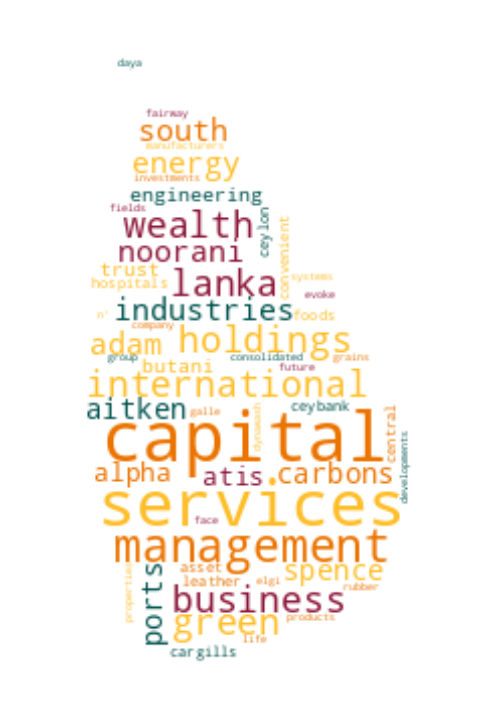 daya
fairway
south
manufacturers
energy
investments
engineering
fields
wealth
ceylon
convenient
noorani
trust
hospitals
lanka
systems
evoke
industries
n'
foods
company
adam
holdings
group
consolidated
grains
butani
future
international
aitken
galle
dynawash
ceybank
central
capital
developments
alpha
atis
carbons
services
face
management
properties
ports
asset
spence
leather
elgi
rubber
business
green
products
life
cargills